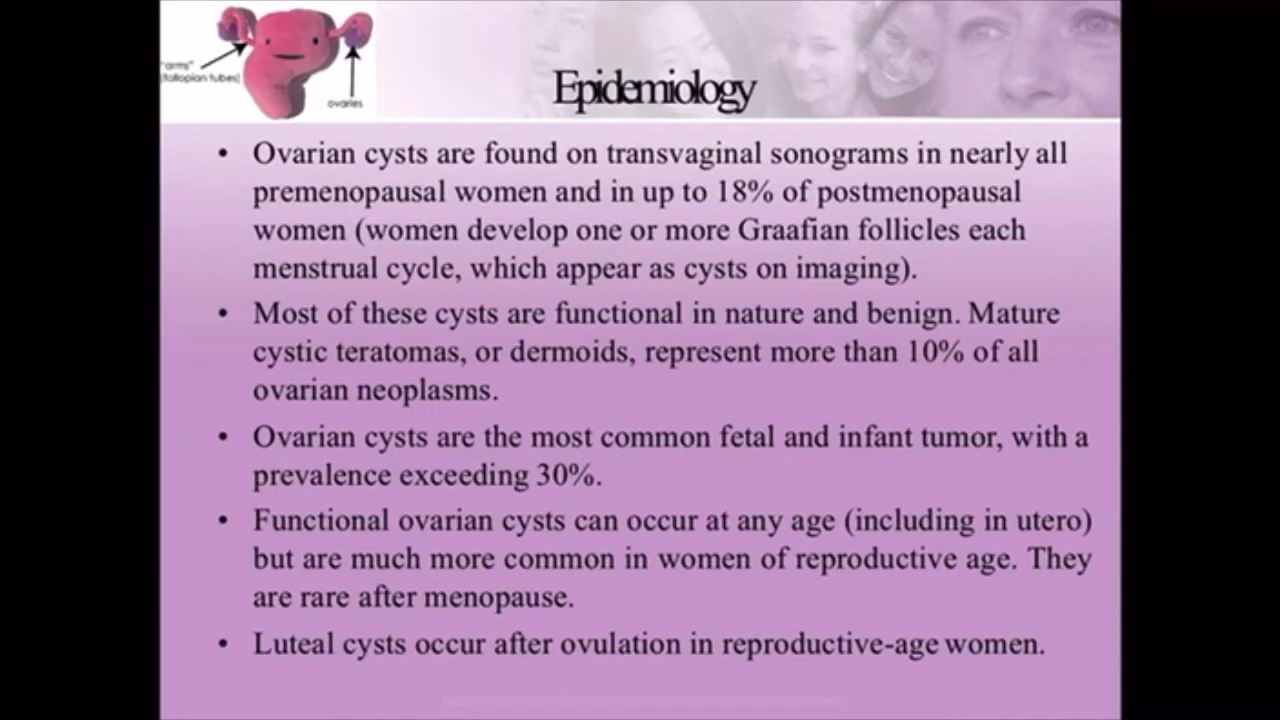 "arms"
(fallopian tubes)
ovaries
Epidemiology
• Ovarian cysts are found on transvaginal sonograms in nearly all
premenopausal women and in up to 18% of postmenopausal
women (women develop one or more Graafian follicles each
menstrual cycle, which appear as cysts on imaging).
• Most of these cysts are functional in nature and benign. Mature
cystic teratomas, or dermoids, represent more than 10% of all
ovarian neoplasms.
• Ovarian cysts are the most common fetal and infant tumor, with a
prevalence exceeding 30%.
• Functional ovarian cysts can occur at any age (including in utero)
but are much more common in women of reproductive age. They
are rare after menopause.
• Luteal cysts occur after ovulation in reproductive-age women.